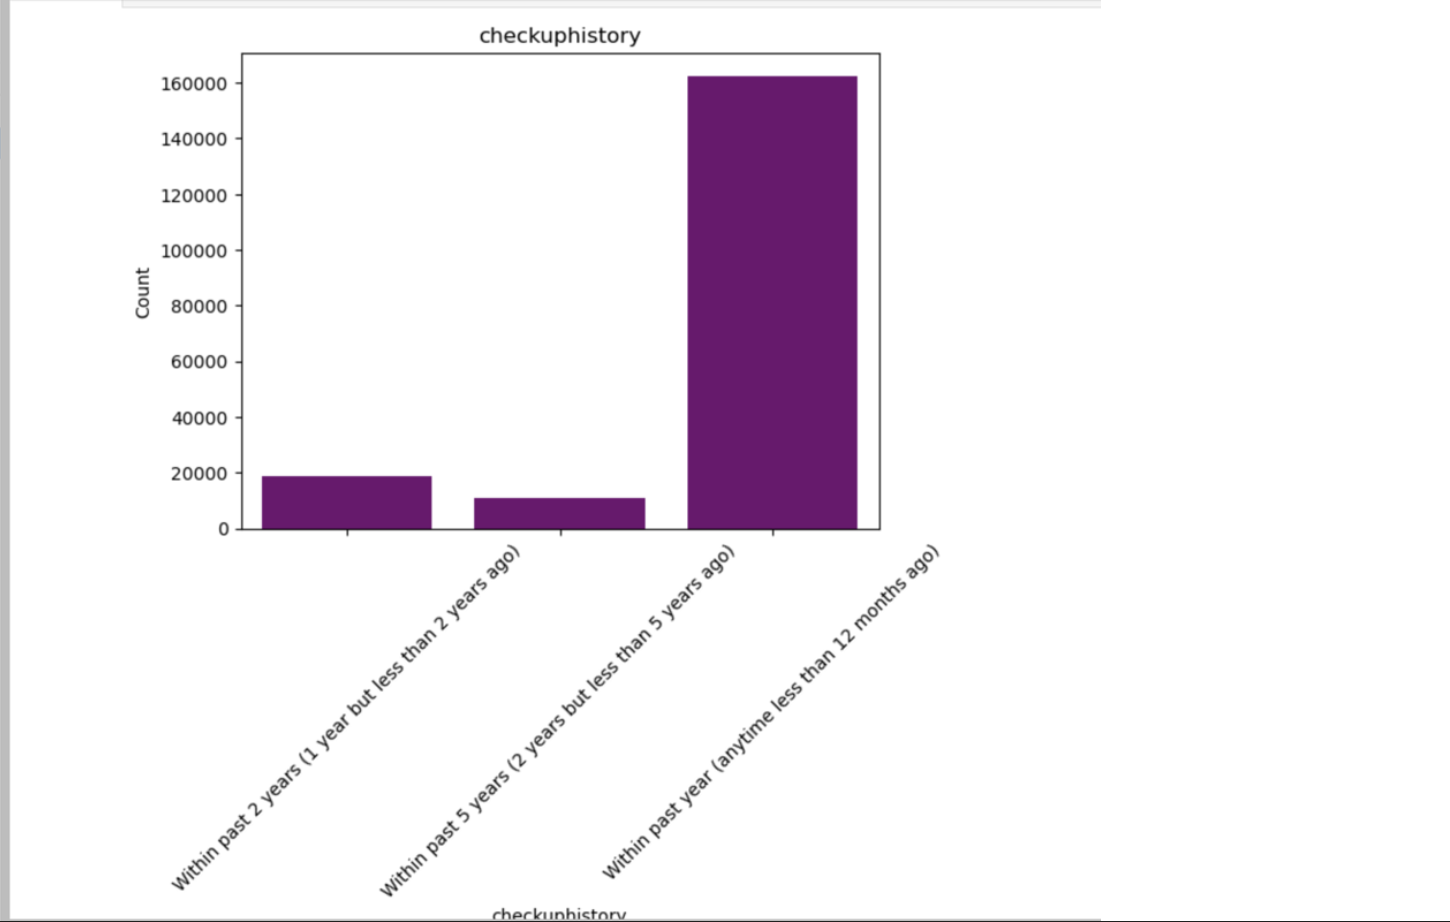 checkuphistory
160000
140000
120000
100000
80000
60000
40000
20000
0
Count
Within past 2 years (1 year but less than 2 years ago)
Within past 5 years (2 years but less than 5 years ago)
Within past year (anytime less than 12 months ago)
checkuphistory